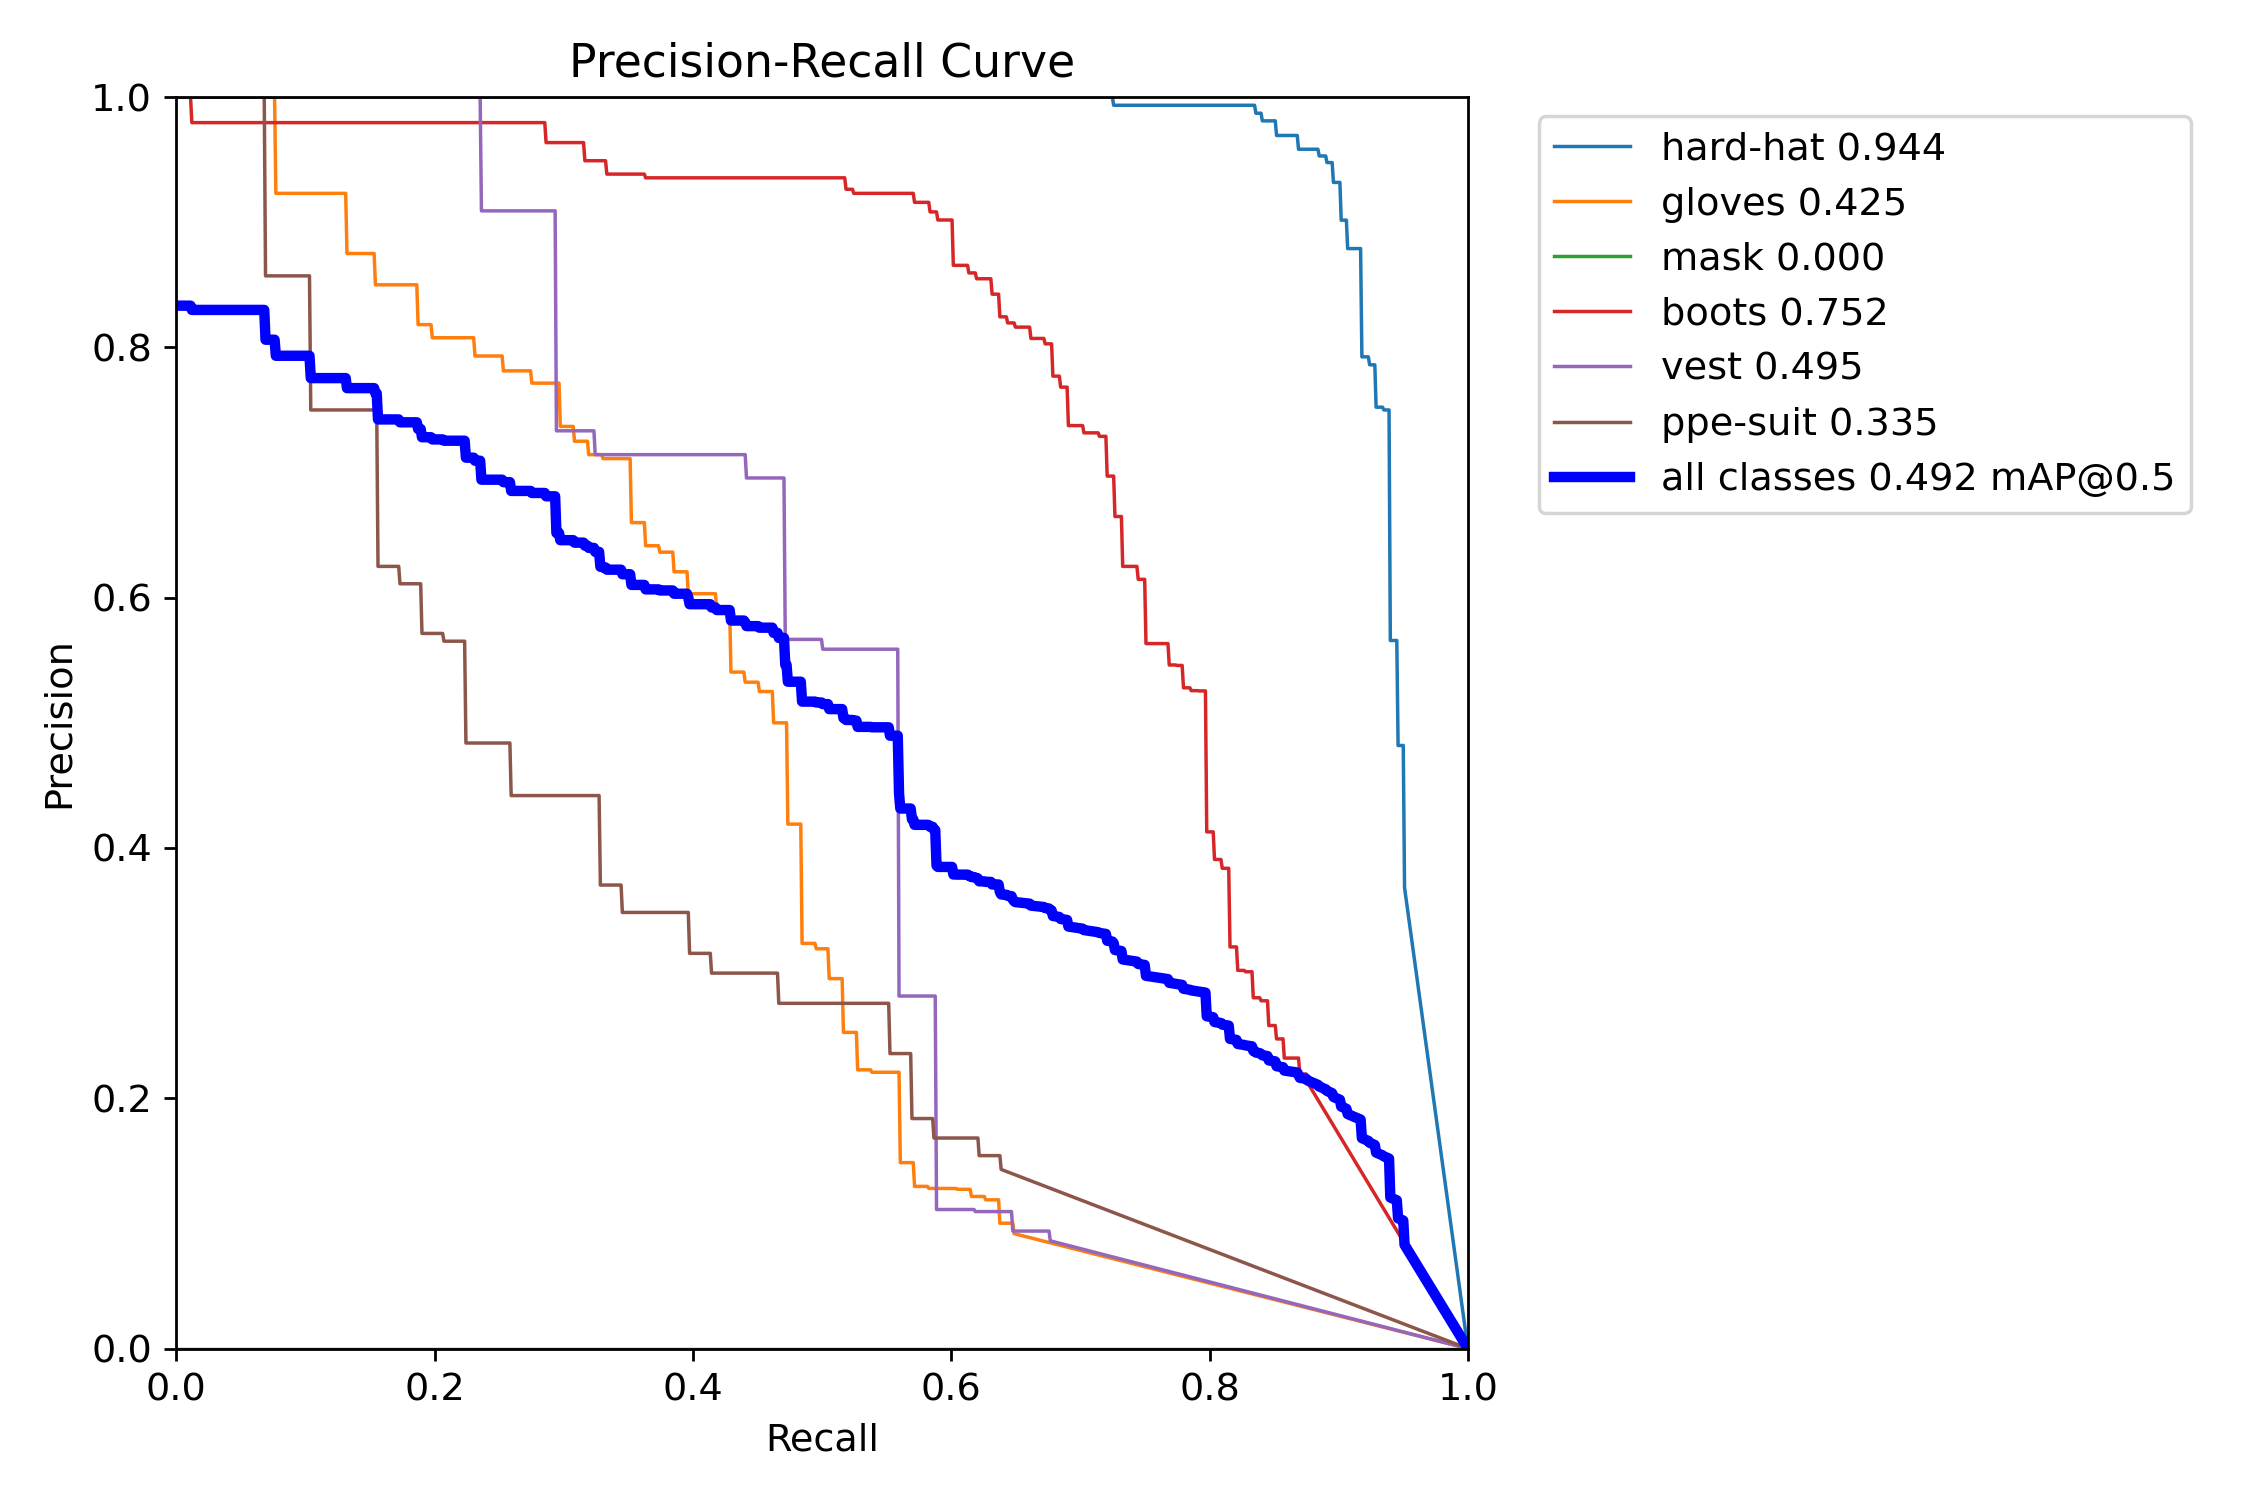 Precision-Recall Curve
1.0
0.8
0.6
0.4
0.2
0.0
Precision
0.0 0.2 0.4 0.6 0.8 1.0
Recall
hard-hat 0.944
gloves 0.425
mask 0.000
boots 0.752
vest 0.495
ppe-suit 0.335
all classes 0.492 mAP@0.5